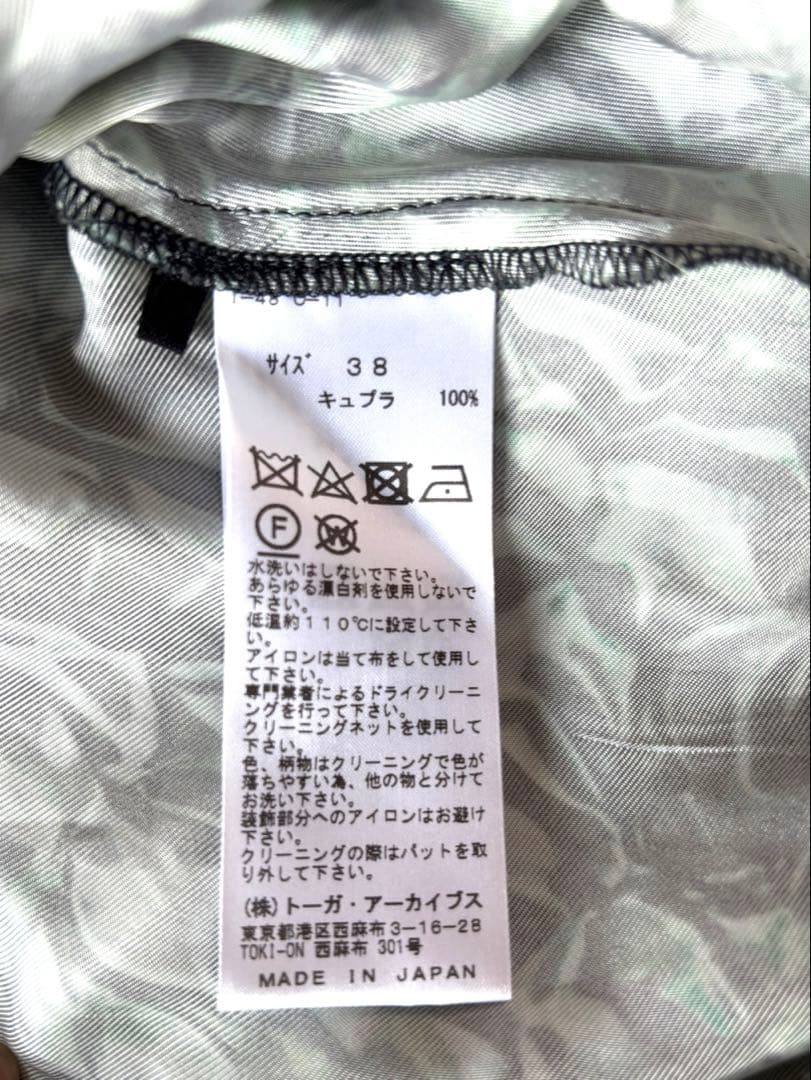 サイズ 38
キュプラ 100%
F
W
水洗いはしないで下さい。
あらゆる漂白剤を使用しないで
下さい。
低温約110℃に設定して下さ
い。
アイロンは当て布をして使用し
て下さい。
専門業者によるドライクリーニ
ングを行って下さい。
クリーニングネットを使用して
下さい。
色、柄物はクリーニングで色が
落ちやすい為、他の物と分けて
お洗い下さい。
装飾部分へのアイロンはお避け
下さい。
クリーニングの際はパットを取
り外して下さい。
(株)トーガ・アーカイブス
東京都港区西麻布3-16-28
TOKI-ON 西麻布 301号
MADE IN JAPAN